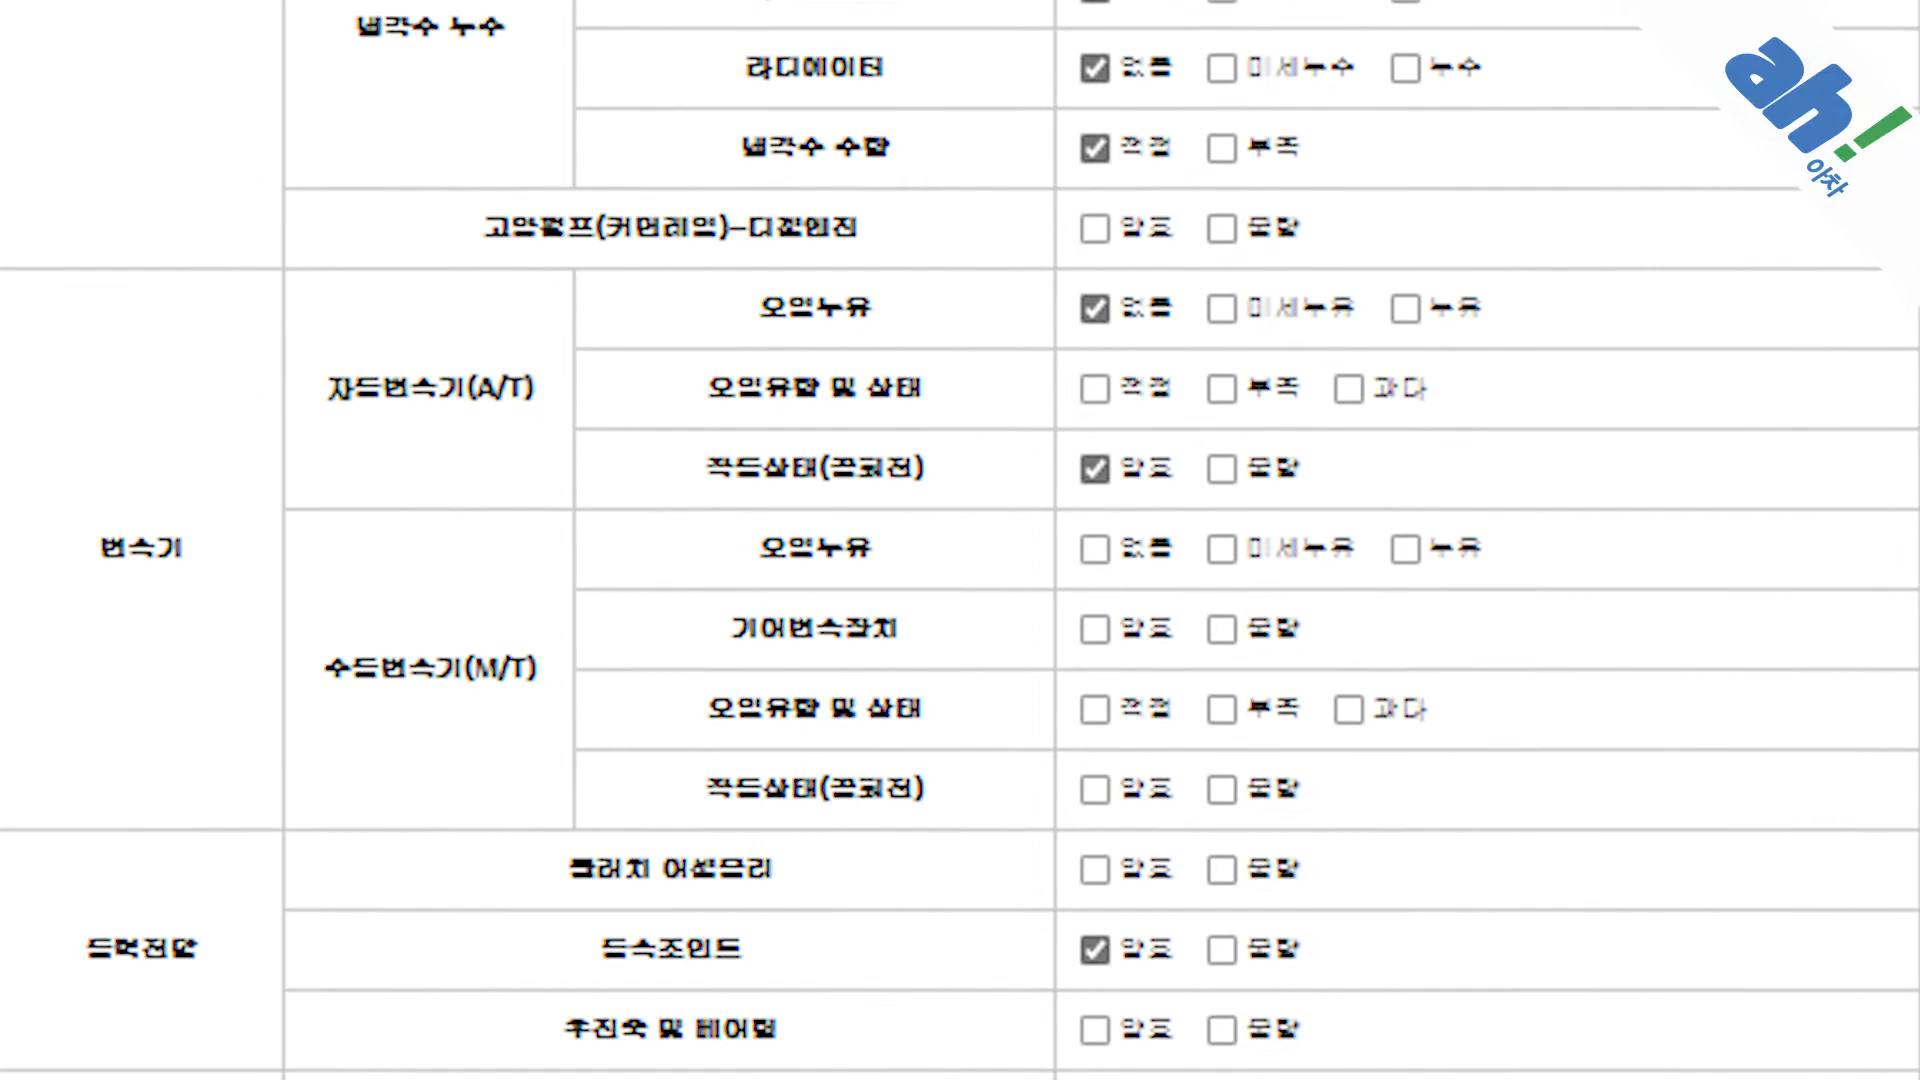 냉각수 누수
라디에이터 없음 미세누수 누수
냉각수 수량 적정 부족
고압펌프(커먼레일)-디젤엔진 양호 불량
변속기
자동변속기(A/T)
오일누유 없음 미세누유 누유
오일유량 및 상태 적정 부족 과다
작동상태(공회전) 양호 불량
수동변속기(M/T)
오일누유 없음 미세누유 누유
기어변속장치 양호 불량
오일유량 및 상태 적정 부족 과다
작동상태(공회전) 양호 불량
동력전달
클러치 어셈블리 양호 불량
등속조인트 양호 불량
추진축 및 베어링 양호 불량
ah!
아차